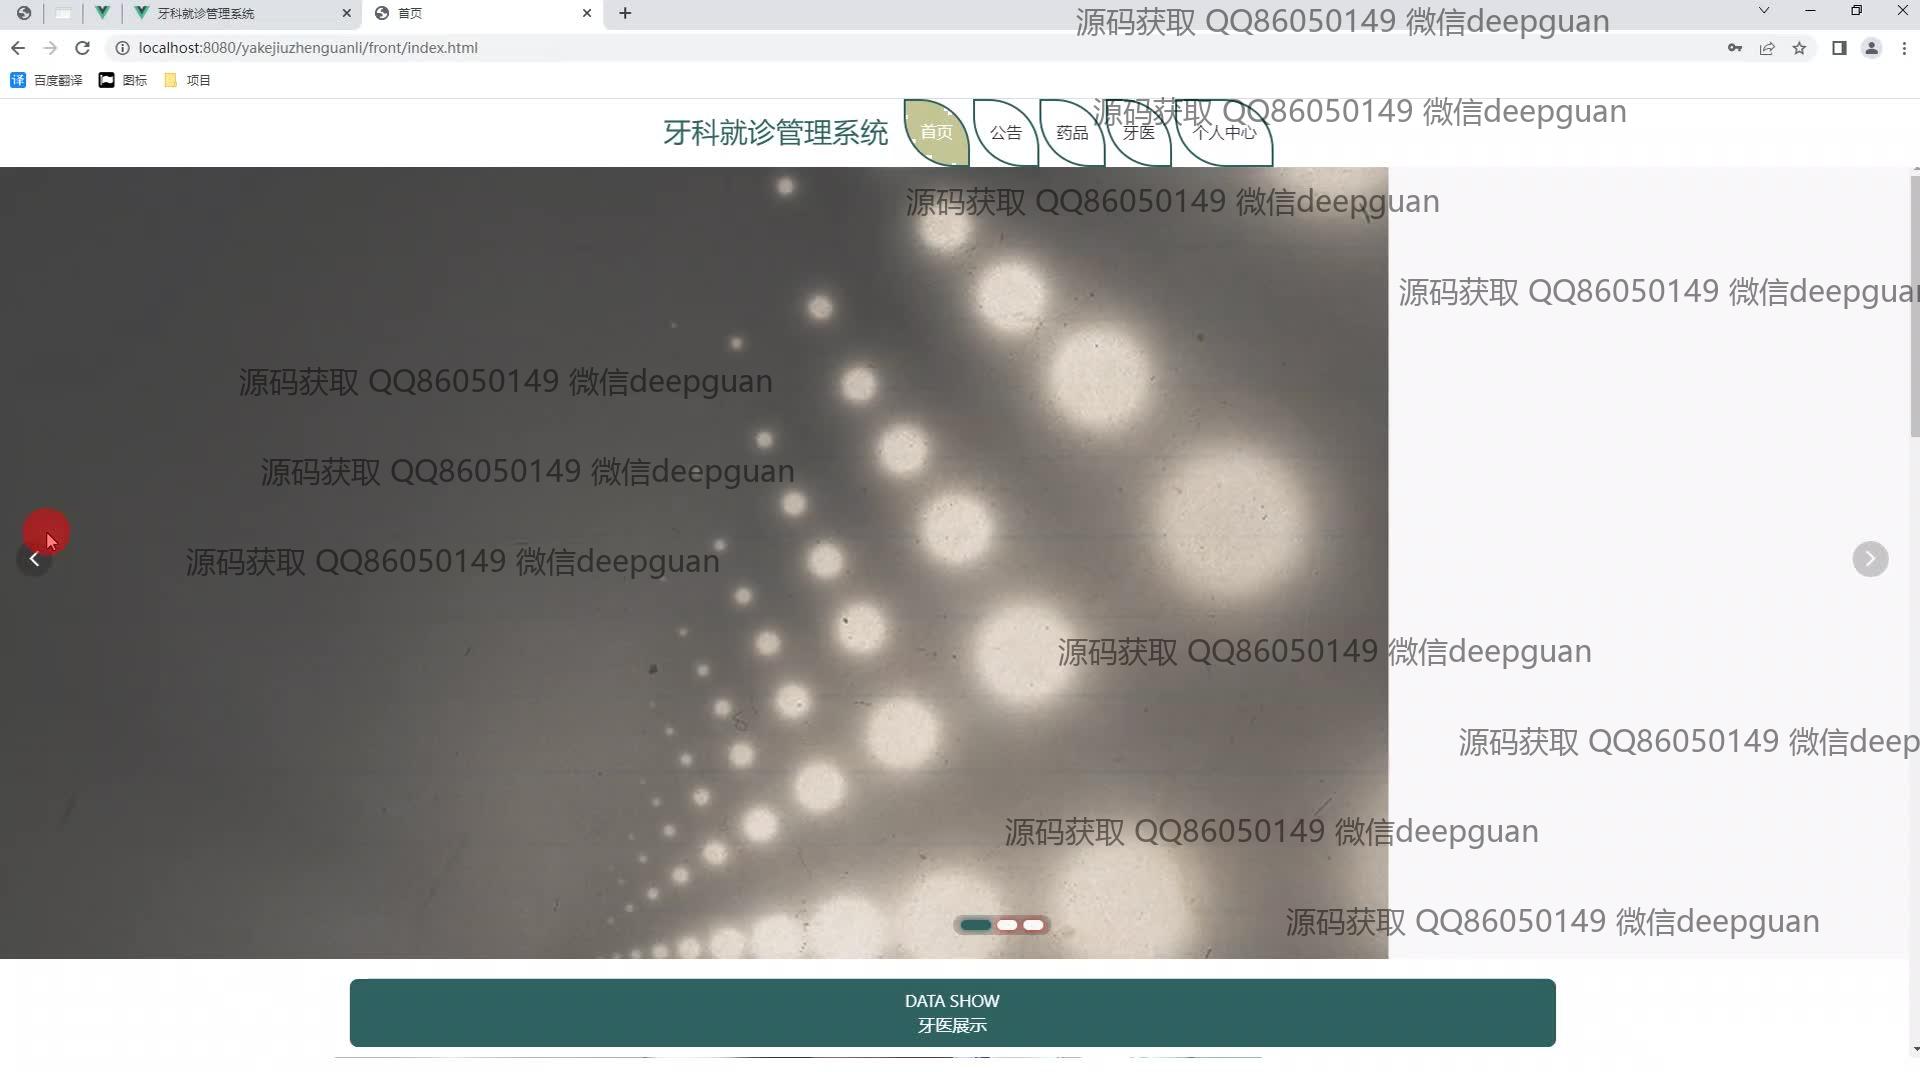 牙科就诊管理系统
首页
源码获取 QQ86050149 微信deepguan
localhost:8080/yakejiuzhenguanli/front/index.html
百度翻译
图标
项目
源码获取 QQ86050149 微信deepguan
牙科就诊管理系统
首页
公告
药品
牙医
个人中心
源码获取 QQ86050149 微信deepguan
源码获取 QQ86050149 微信deepguan
源码获取 QQ86050149 微信deepguan
源码获取 QQ86050149 微信deepguan
源码获取 QQ86050149 微信deepguan
源码获取 QQ86050149 微信deepguan
源码获取 QQ86050149 微信deep
源码获取 QQ86050149 微信deepguan
源码获取 QQ86050149 微信deepguan
DATA SHOW
牙医展示